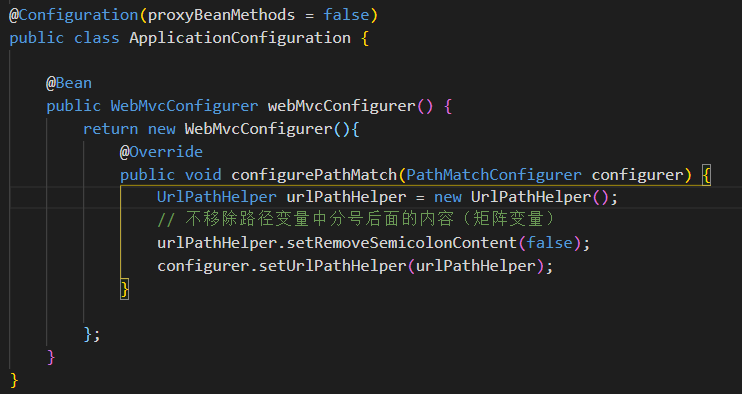 @Configuration(proxyBeanMethods = false)
public class ApplicationConfiguration {
@Bean
public WebMvcConfigurer webMvcConfigurer() {
return new WebMvcConfigurer(){
@Override
public void configurePathMatch(PathMatchConfigurer configurer) {
UrlPathHelper urlPathHelper = new UrlPathHelper();
// 不移除路径变量中分号后面的内容（矩阵变量）
urlPathHelper.setRemoveSemicolonContent(false);
configurer.setUrlPathHelper(urlPathHelper);
}
};
}
}